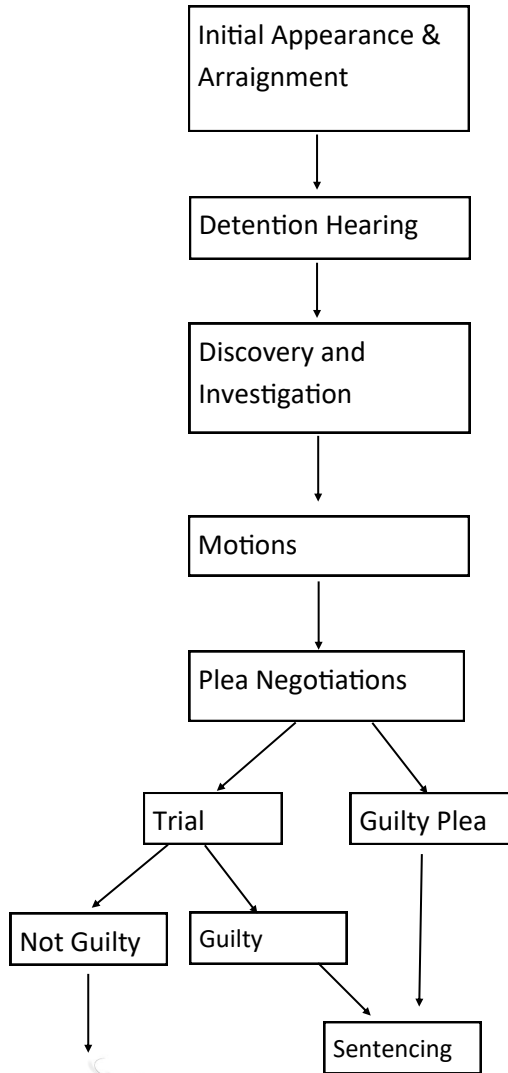 Initial Appearance &
Arraignment
Detention Hearing
Discovery and
Investigation
Motions
Plea Negotiations
Trial
Guilty Plea
Not Guilty
Guilty
Sentencing